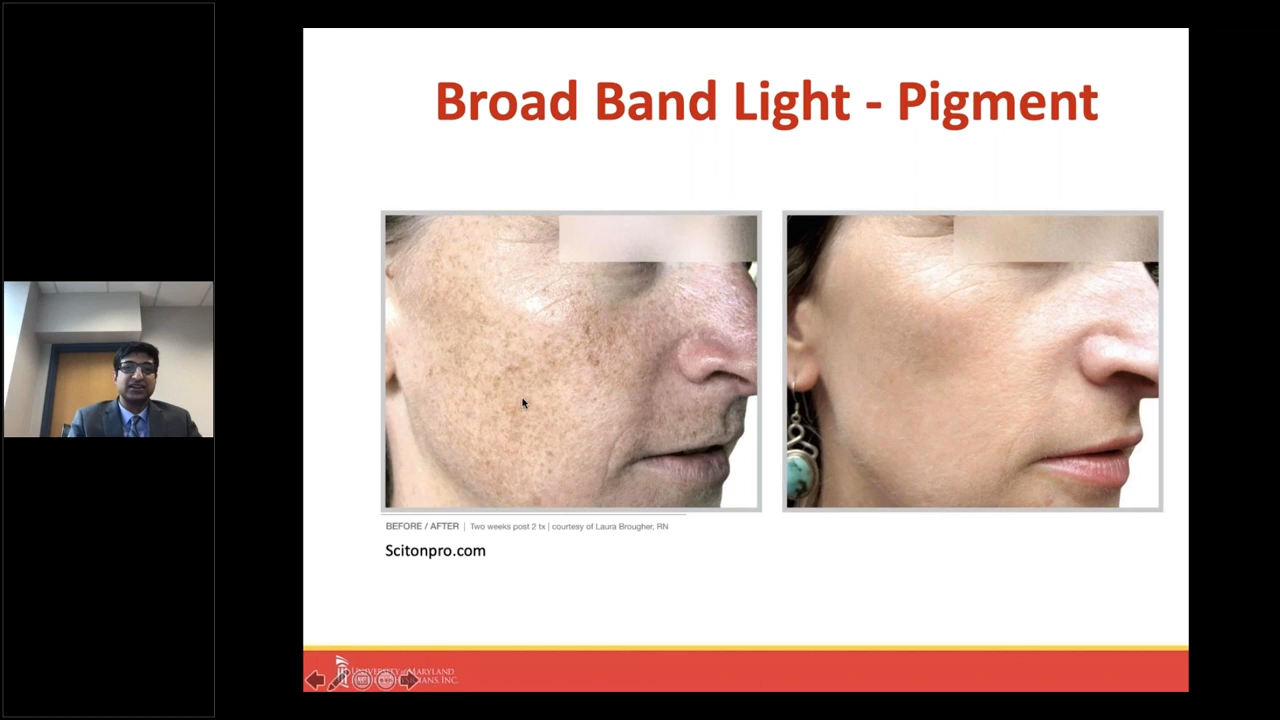 Broad Band Light - Pigment
BEFORE / AFTER | Two weeks post 2 tx | courtesy of Laura Brougher, RN
Scitonpro.com
UNIVERSITY of MARYLAND
FACULTY PHYSICIANS, INC.